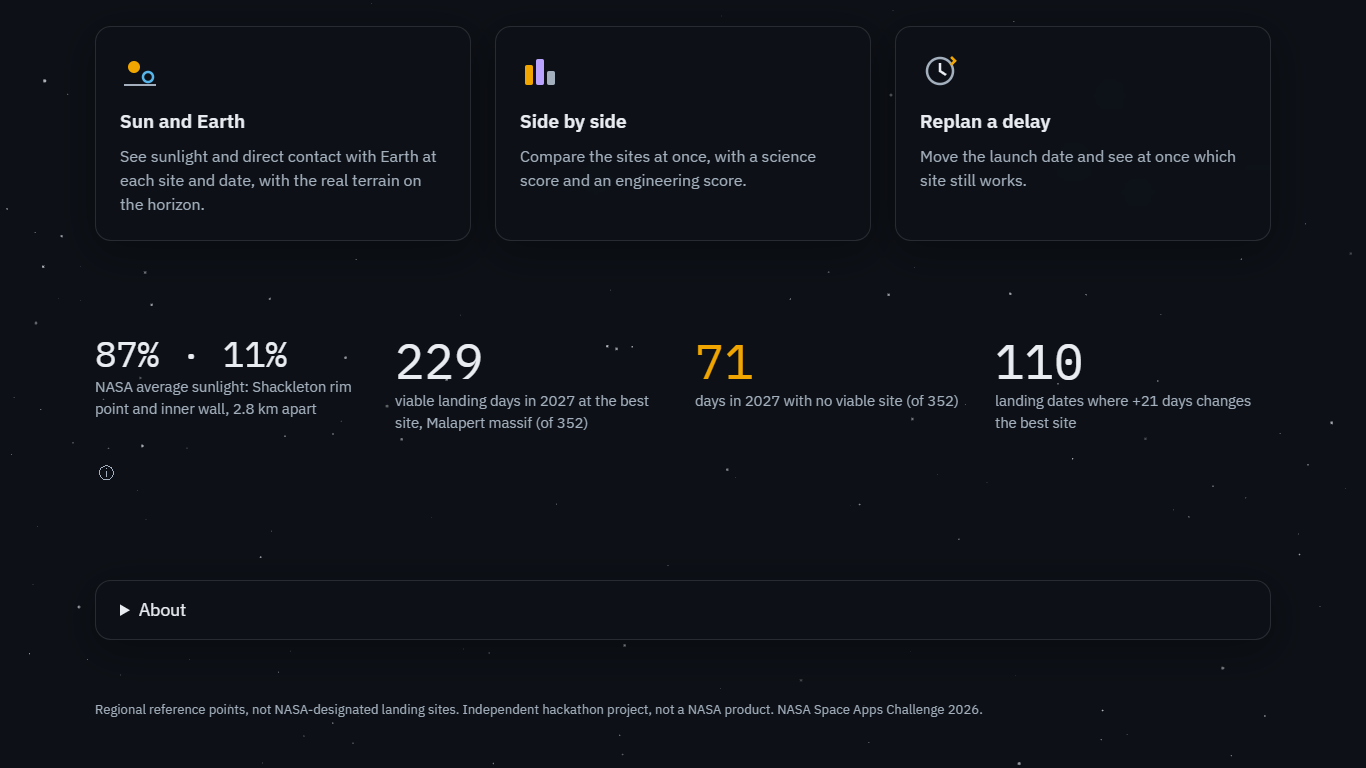 Sun and Earth
See sunlight and direct contact with Earth at
each site and date, with the real terrain on
the horizon.
Side by side
Compare the sites at once, with a science
score and an engineering score.
Replan a delay
Move the launch date and see at once which
site still works.
87% · 11%
NASA average sunlight: Shackleton rim
point and inner wall, 2.8 km apart
229
viable landing days in 2027 at the best
site, Malapert massif (of 352)
71
days in 2027 with no viable site (of 352)
110
landing dates where +21 days changes
the best site
About
Regional reference points, not NASA-designated landing sites. Independent hackathon project, not a NASA product. NASA Space Apps Challenge 2026.